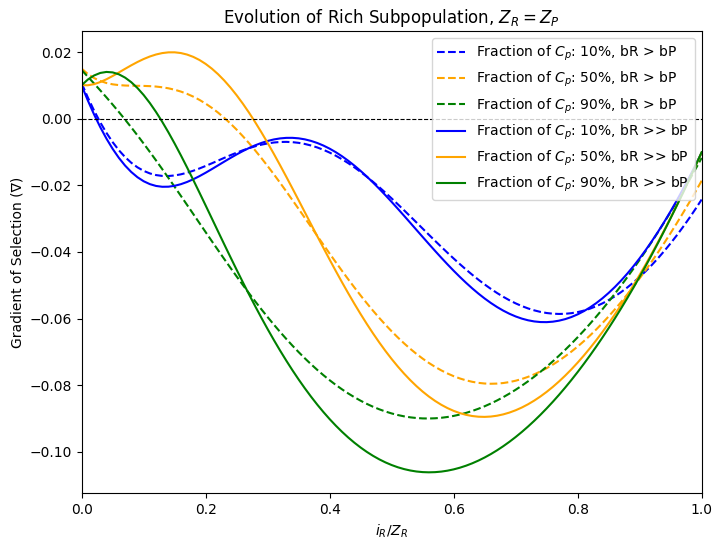 Evolution of Rich Subpopulation, $Z_R = Z_P$
Fraction of $C_p$: 10%, bR > bP
Fraction of $C_p$: 50%, bR > bP
Fraction of $C_p$: 90%, bR > bP
Fraction of $C_p$: 10%, bR >> bP
Fraction of $C_p$: 50%, bR >> bP
Fraction of $C_p$: 90%, bR >> bP
Gradient of Selection (∇)
0.02
0.00
−0.02
−0.04
−0.06
−0.08
−0.10
0.0 0.2 0.4 0.6 0.8 1.0
$i_R/Z_R$